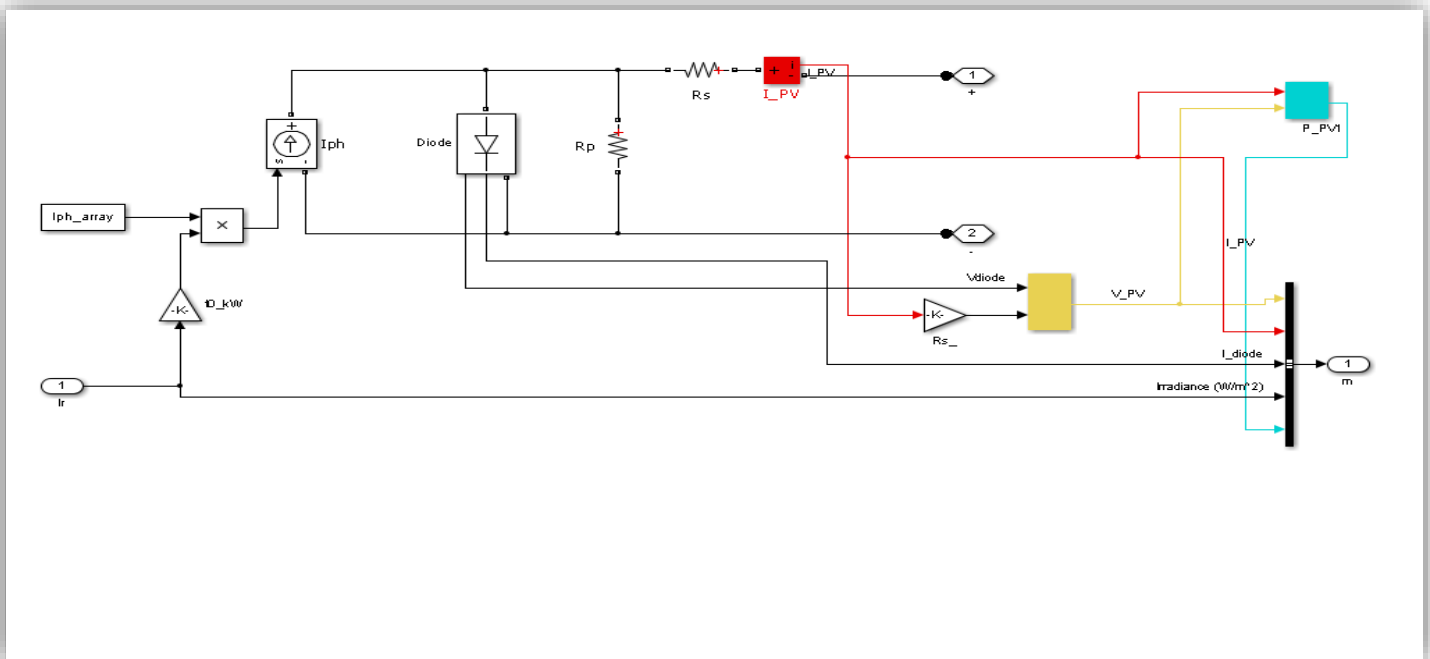 I_PV
1
+
Rs
I_PV
P_PV1
Iph
+
s
-
Diode
Rp
+
Iph_array
×
2
-
I_PV
-K-
to_kW
Vdiode
V_PV
-K-
Rs_
I_diode
1
Ir
1
m
Irradiance (W/m^2)